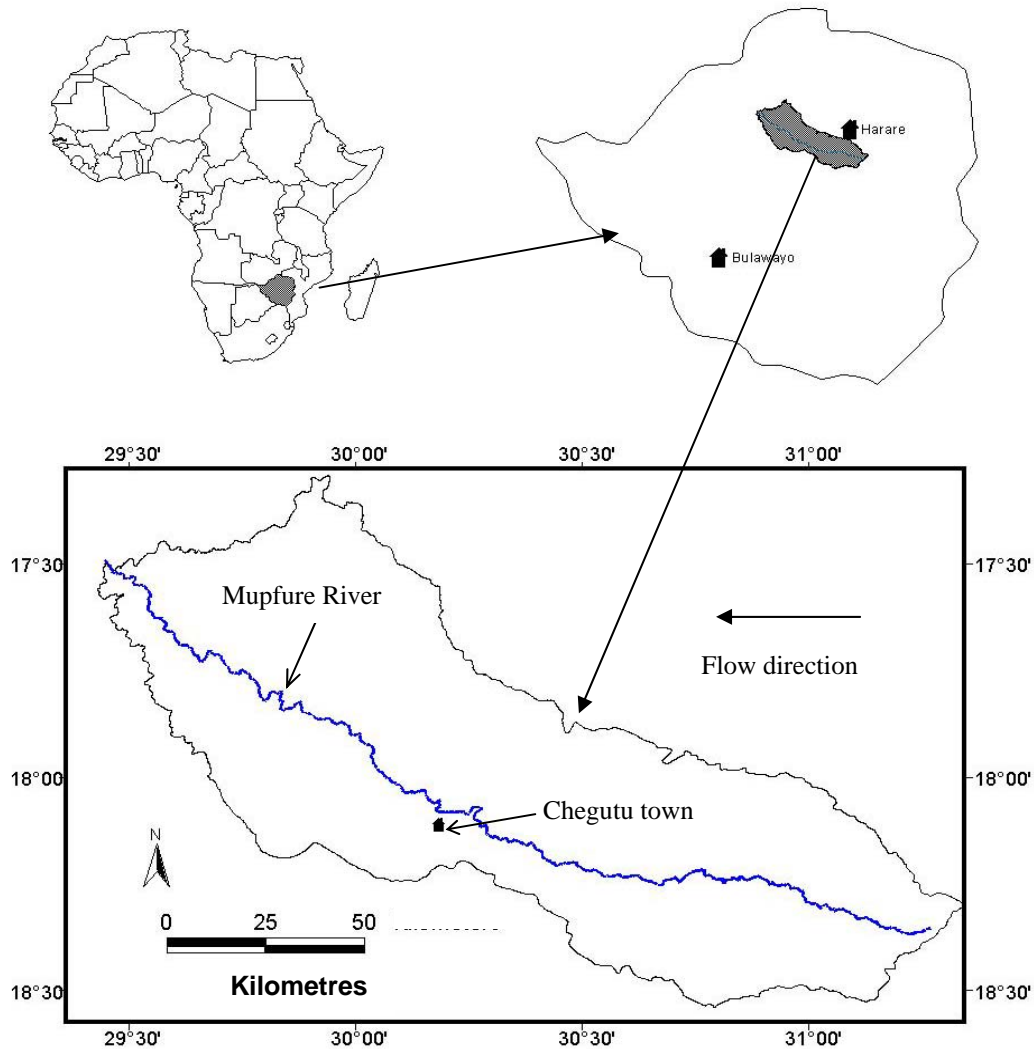 Harare
Bulawayo
29°30' 30°00' 30°30' 31°00'
17°30' 17°30'
Mupfure River
Flow direction
18°00' 18°00'
Chegutu town
N
0 25 50
Kilometres
18°30' 18°30'
29°30' 30°00' 30°30' 31°00'